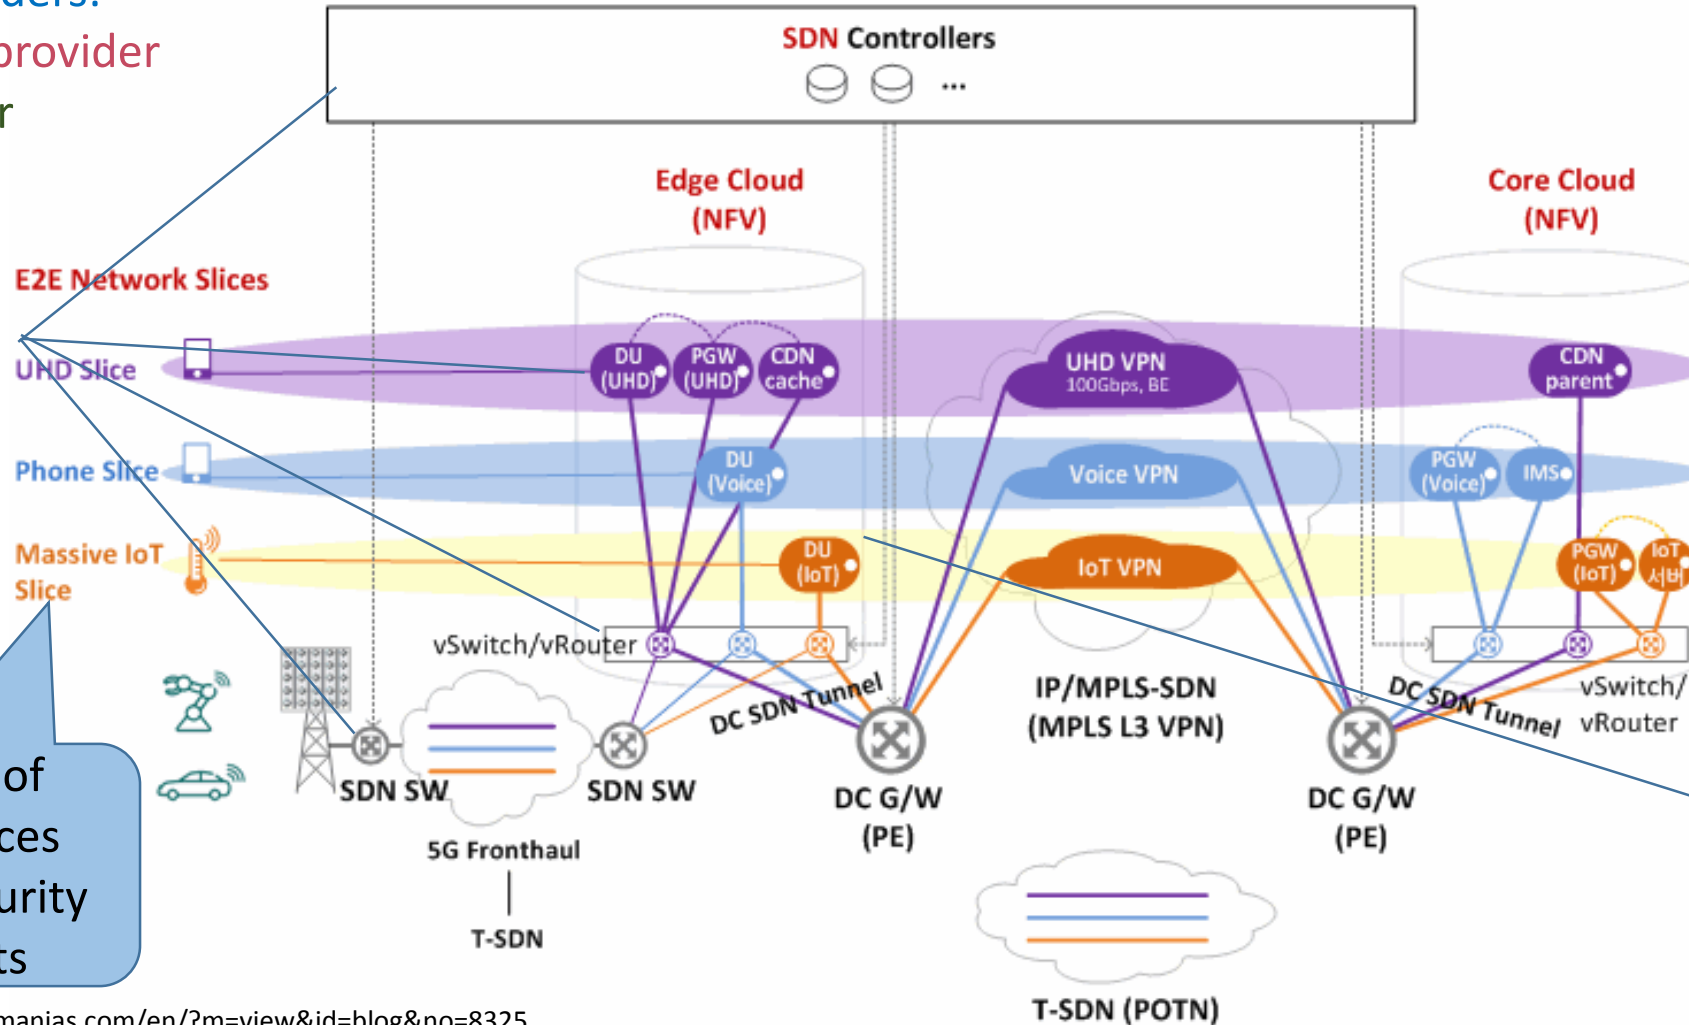 ders:
provider
r
SDN Controllers
...
Edge Cloud
(NFV)
Core Cloud
(NFV)
E2E Network Slices
UHD Slice
DU
(UHD)
PGW
(UHD)
CDN
cache
UHD VPN
100Gbps, BE
CDN
parent
Phone Slice
DU
(Voice)
Voice VPN
PGW
(Voice)
IMS
Massive IoT
Slice
DU
(IoT)
IoT VPN
PGW
(IoT)
IoT
서버
vSwitch/vRouter
DC SDN Tunnel
IP/MPLS-SDN
(MPLS L3 VPN)
DC SDN Tunnel
vSwitch/
vRouter
of
ces
urity
ts
SDN SW
SDN SW
DC G/W
(PE)
DC G/W
(PE)
5G Fronthaul
T-SDN
T-SDN (POTN)
manias.com/en/?m=view&id=blog&no=8325